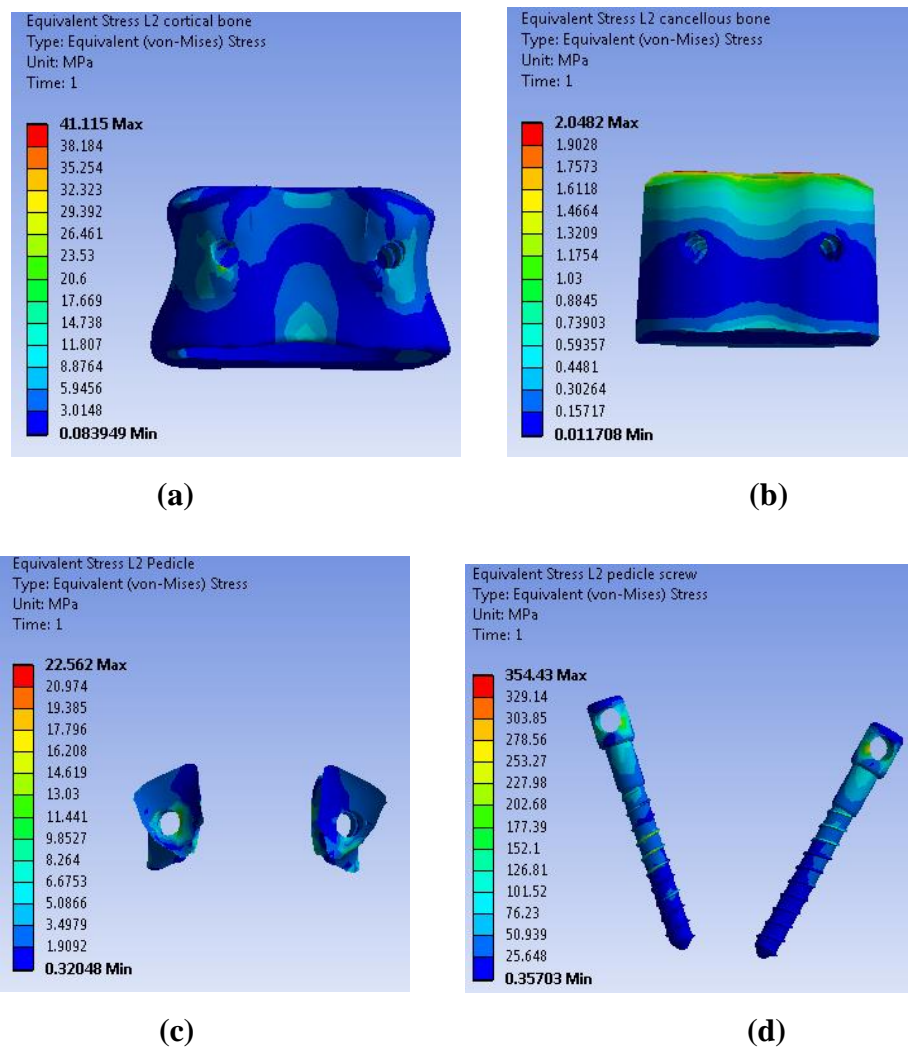 Equivalent Stress L2 cortical bone
Type: Equivalent (von-Mises) Stress
Unit: MPa
Time: 1
41.115 Max
38.184
35.254
32.323
29.392
26.461
23.53
20.6
17.669
14.738
11.807
8.8764
5.9456
3.0148
0.083949 Min
(a)
Equivalent Stress L2 cancellous bone
Type: Equivalent (von-Mises) Stress
Unit: MPa
Time: 1
2.0482 Max
1.9028
1.7573
1.6118
1.4664
1.3209
1.1754
1.03
0.8845
0.73903
0.59357
0.4481
0.30264
0.15717
0.011708 Min
(b)
Equivalent Stress L2 Pedicle
Type: Equivalent (von-Mises) Stress
Unit: MPa
Time: 1
22.562 Max
20.974
19.385
17.796
16.208
14.619
13.03
11.441
9.8527
8.264
6.6753
5.0866
3.4979
1.9092
0.32048 Min
(c)
Equivalent Stress L2 pedicle screw
Type: Equivalent (von-Mises) Stress
Unit: MPa
Time: 1
354.43 Max
329.14
303.85
278.56
253.27
227.98
202.68
177.39
152.1
126.81
101.52
76.23
50.939
25.648
0.35703 Min
(d)